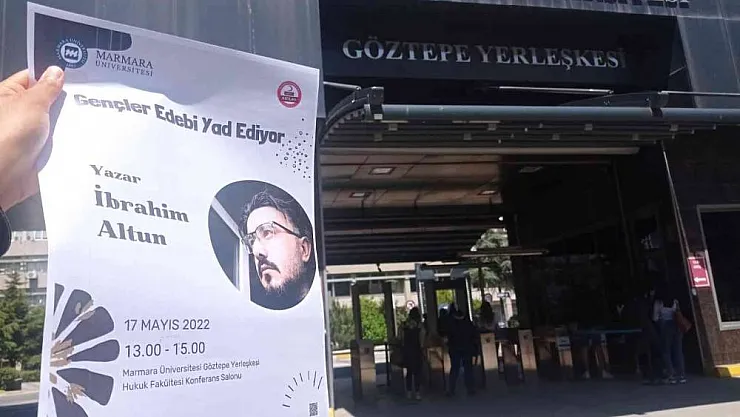 MARMARA
ÜNİVERSİTESİ
Gençler Edebi Yad Ediyor
Yazar
İbrahim
Altun
17 MAYIS 2022
13.00 - 15.00
Marmara Üniversitesi Göztepe Yerleşkesi
Hukuk Fakültesi Konferans Salonu
GÖZTEPE YERLEŞKESİ